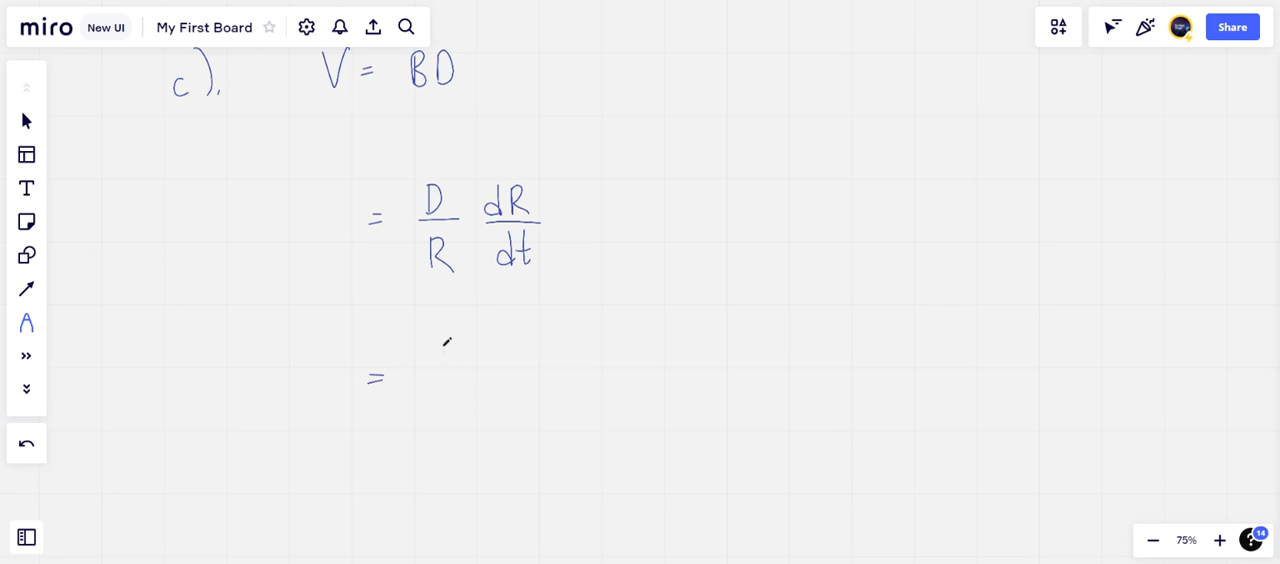 miro New UI My First Board Share
c). V = BD
= D/R dR/dt
=
T
A
75% ? 14